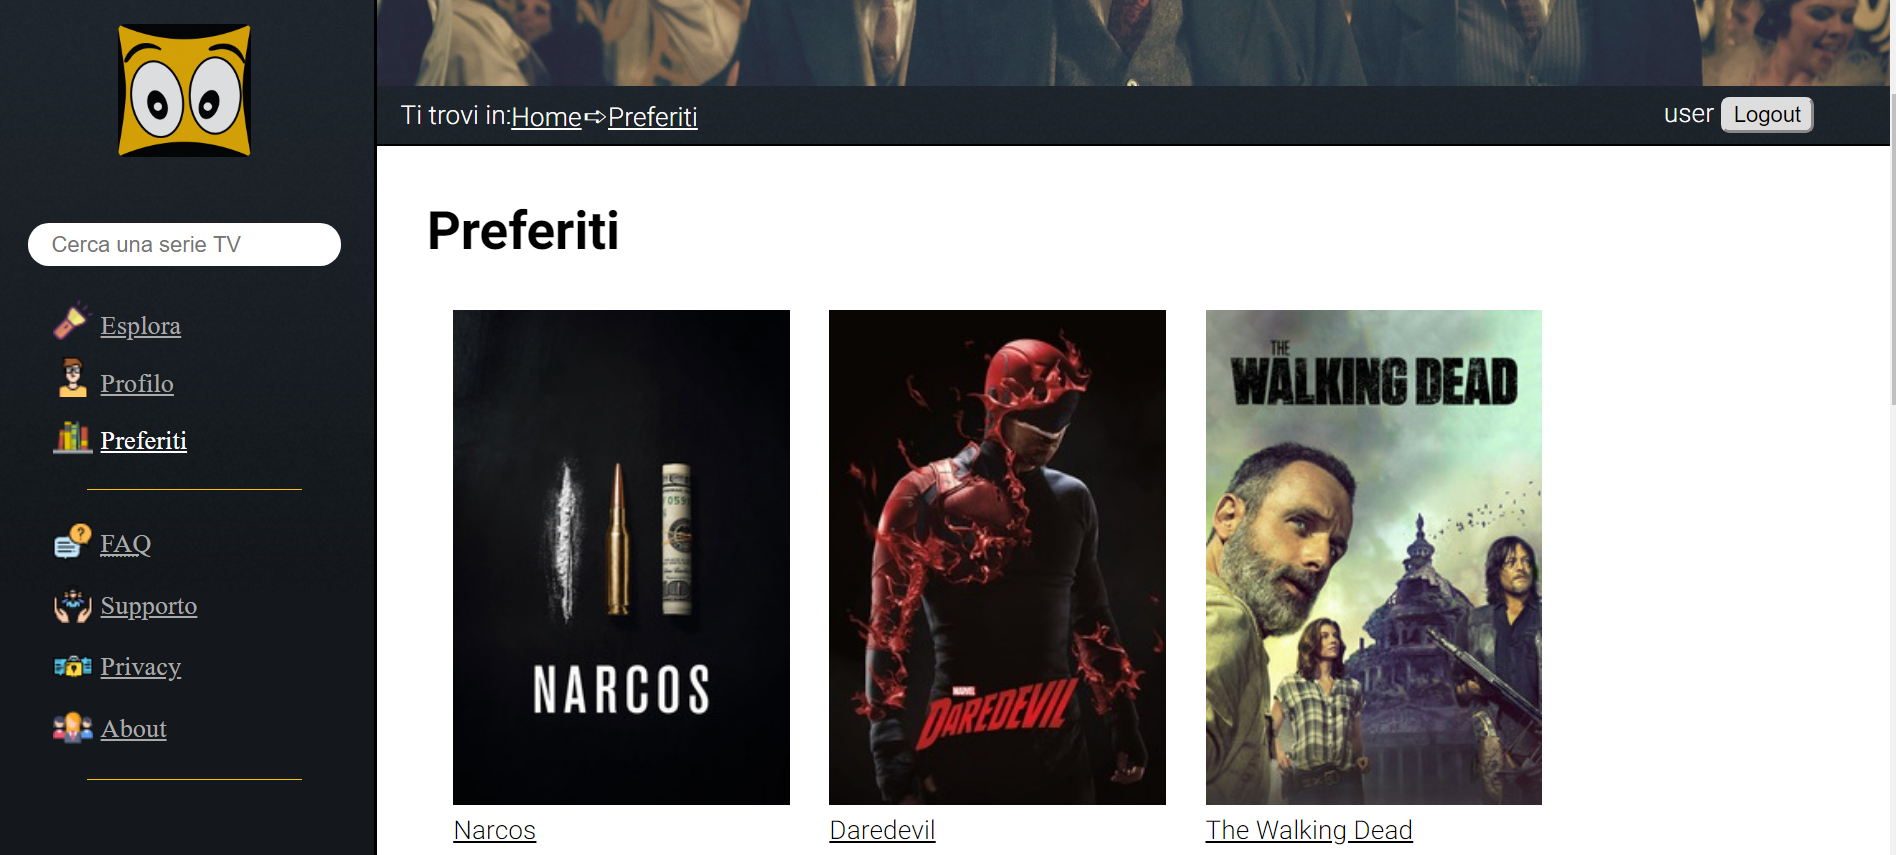 Ti trovi in:Home➪Preferiti
user Logout
Cerca una serie TV
Esplora
Profilo
Preferiti
FAQ
Supporto
Privacy
About
Preferiti
NARCOS
MARVEL
DAREDEVIL
THE
WALKING DEAD
Narcos
Daredevil
The Walking Dead